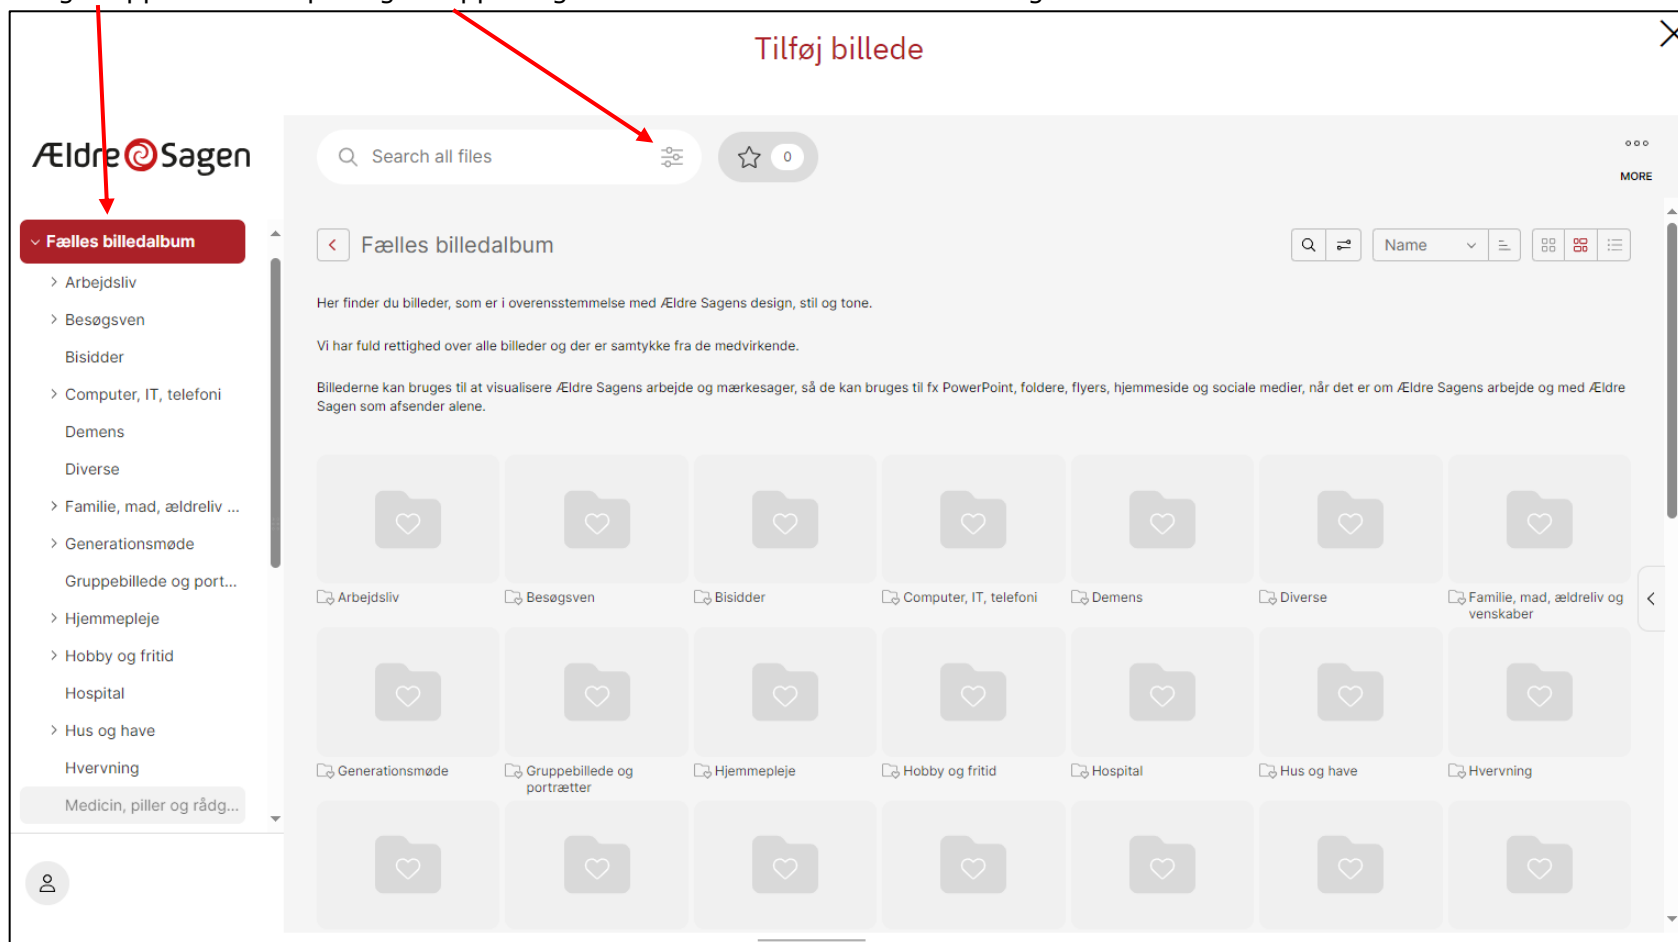 Tilføj billede
Ældre Sagen
Search all files
0
MORE
Fælles billedalbum
Arbejdsliv
Besøgsven
Bisidder
Computer, IT, telefoni
Demens
Diverse
Familie, mad, ældreliv ...
Generationsmøde
Gruppebillede og port...
Hjemmepleje
Hobby og fritid
Hospital
Hus og have
Hvervning
Medicin, piller og rådg...
Fælles billedalbum
Name
Her finder du billeder, som er i overensstemmelse med Ældre Sagens design, stil og tone.
Vi har fuld rettighed over alle billeder og der er samtykke fra de medvirkende.
Billederne kan bruges til at visualisere Ældre Sagens arbejde og mærkesager, så de kan bruges til fx PowerPoint, foldere, flyers, hjemmeside og sociale medier, når det er om Ældre Sagens arbejde og med Ældre
Sagen som afsender alene.
Arbejdsliv
Besøgsven
Bisidder
Computer, IT, telefoni
Demens
Diverse
Familie, mad, ældreliv og
venskaber
Generationsmøde
Gruppebillede og
portrætter
Hjemmepleje
Hobby og fritid
Hospital
Hus og have
Hvervning